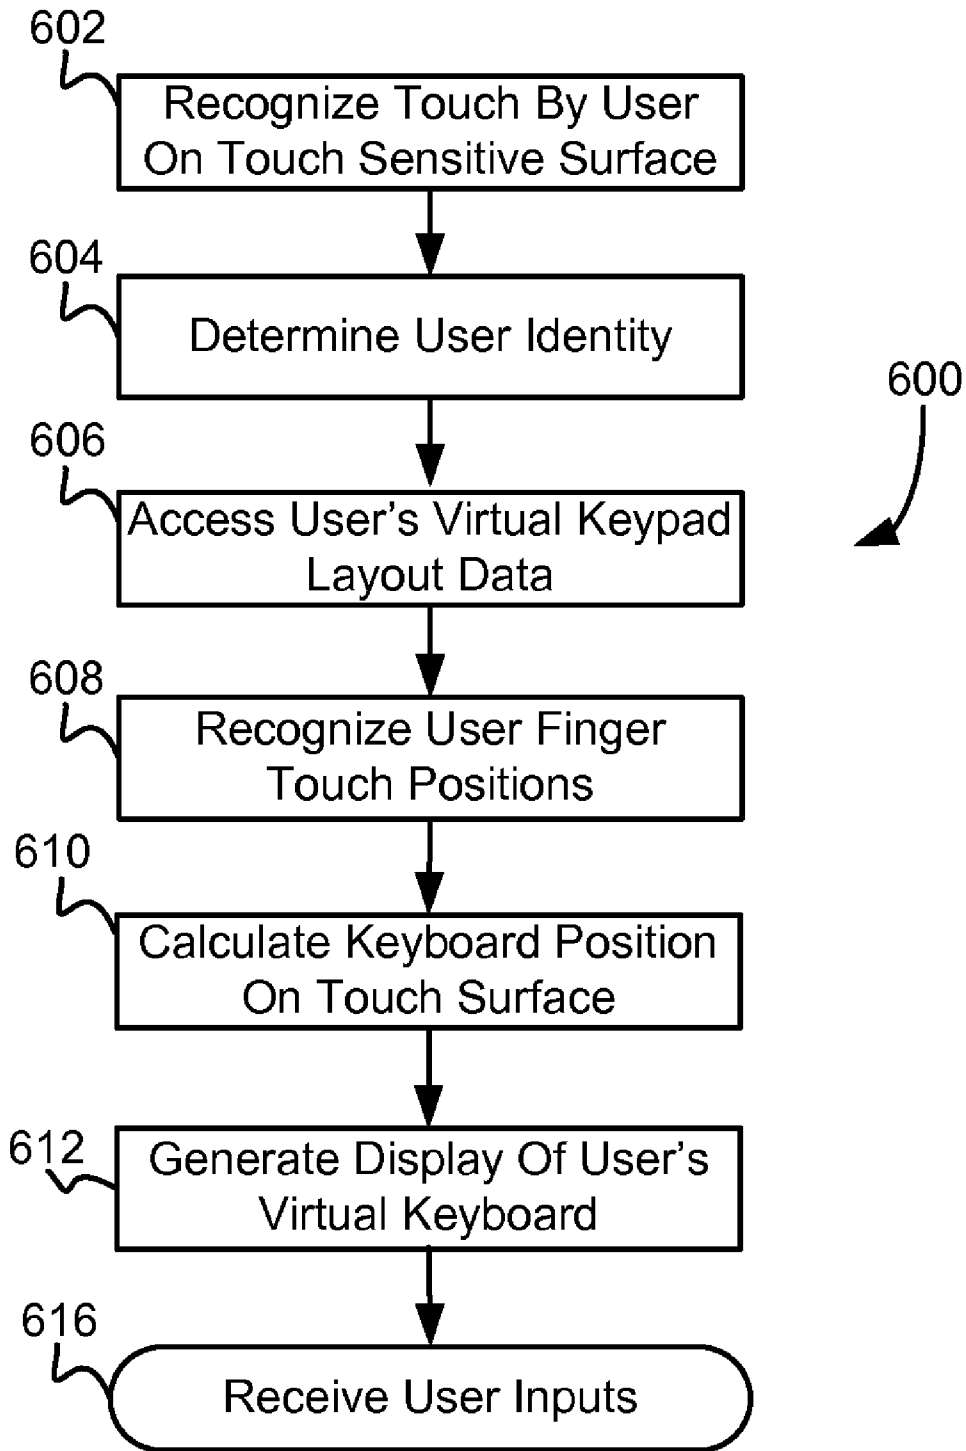 602
Recognize Touch By User
On Touch Sensitive Surface
604
Determine User Identity
600
606
Access User's Virtual Keypad
Layout Data
608
Recognize User Finger
Touch Positions
610
Calculate Keyboard Position
On Touch Surface
612
Generate Display Of User's
Virtual Keyboard
616
Receive User Inputs